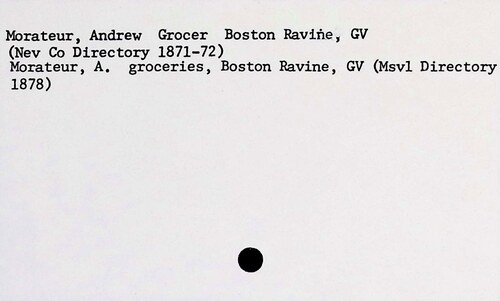 Morateur, Andrew Grocer Boston Ravine, GV
(Nev Co Directory 1871-72)
Morateur, A. groceries, Boston Ravine, GV (Msvl Directory
1878)